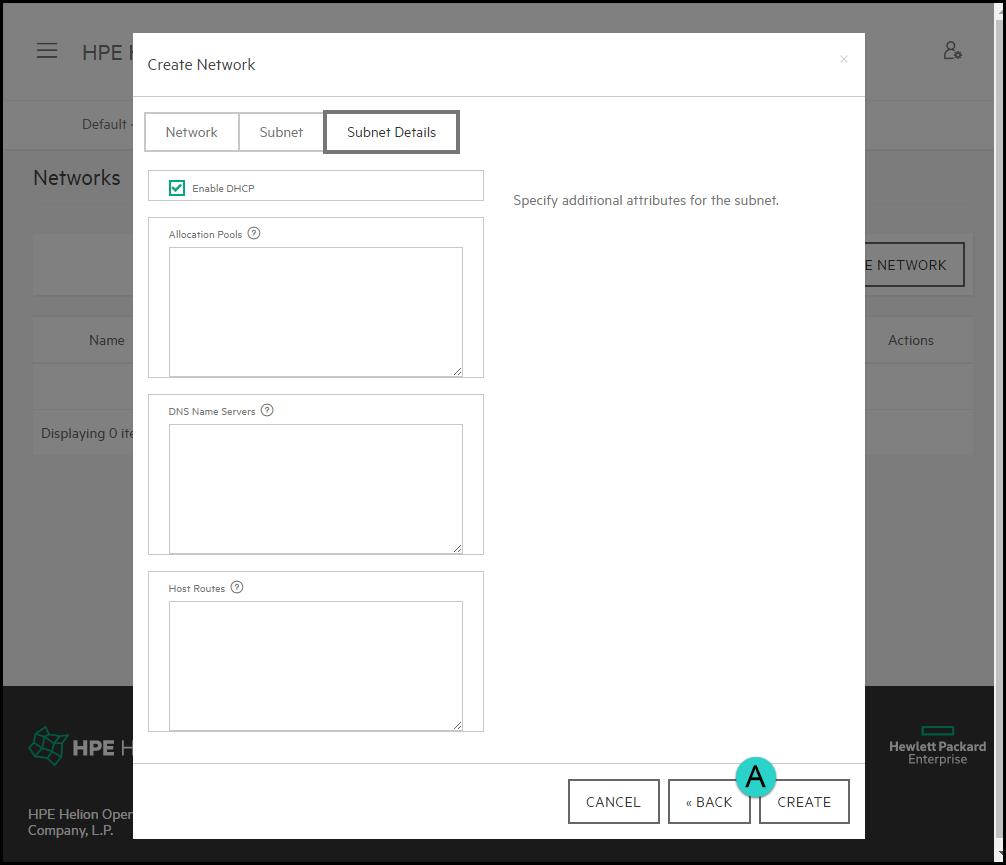 HPE
Create Network
×
Default
Network
Subnet
Subnet Details
Networks
Enable DHCP
Specify additional attributes for the subnet.
Allocation Pools ?
NETWORK
Name
Actions
DNS Name Servers ?
Displaying 0
Host Routes ?
HPE
Hewlett Packard
Enterprise
A
CANCEL
« BACK
CREATE
HPE Helion
Company, L.P.